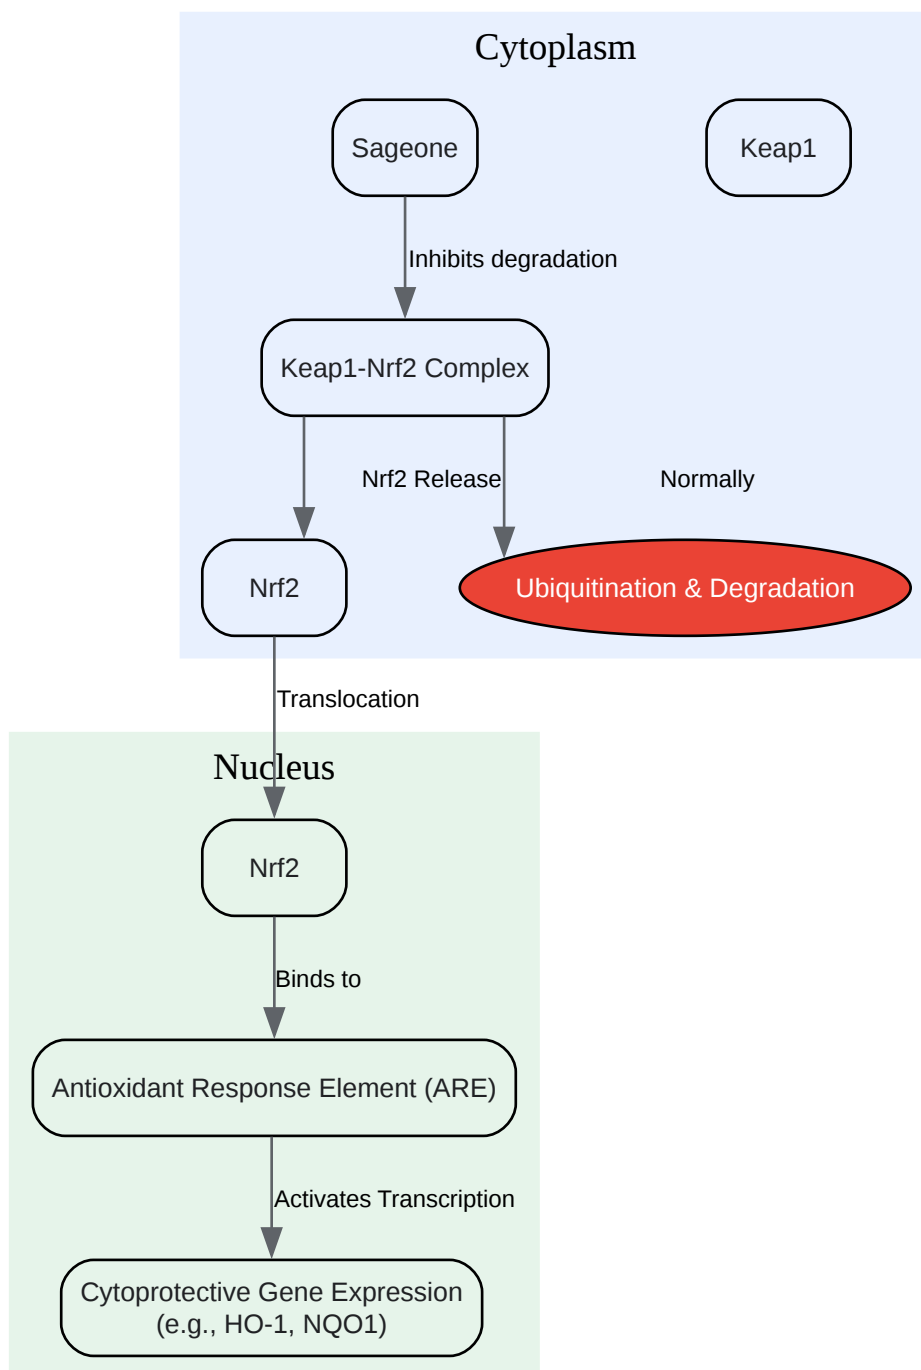 Cytoplasm
Sageone
Keap1
Inhibits degradation
Keap1-Nrf2 Complex
Nrf2 Release
Normally
Nrf2
Ubiquitination & Degradation
Translocation
Nucleus
Nrf2
Binds to
Antioxidant Response Element (ARE)
Activates Transcription
Cytoprotective Gene Expression
(e.g., HO-1, NQO1)